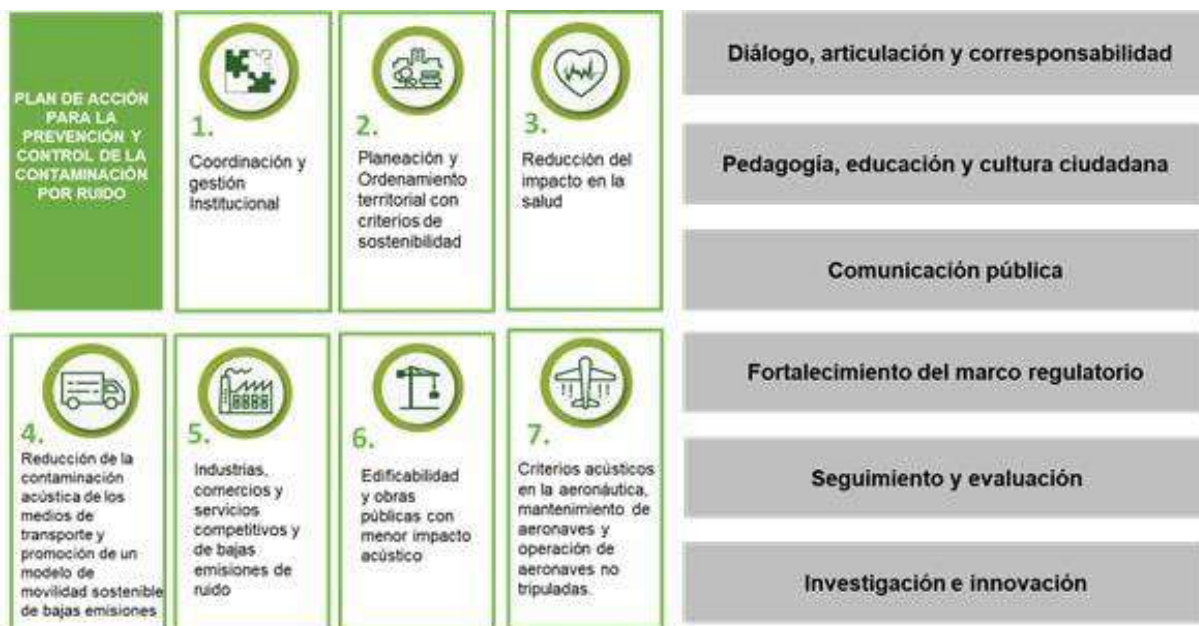 PLAN DE ACCIÓN
PARA LA
PREVENCIÓN Y
CONTROL DE LA
CONTAMINACIÓN
POR RUIDO
1.
Coordinación y
gestión
Institucional
2.
Planeación y
Ordenamiento
territorial con
criterios de
sostenibilidad
3.
Reducción del
impacto en la
salud
4.
Reducción de la
contaminación
acústica de los
medios de
transporte y
promoción de un
modelo de
movilidad sostenible
de bajas emisiones
5.
Industrias,
comercios y
servicios
competitivos y
de bajas
emisiones de
ruido
6.
Edificabilidad
y obras
públicas con
menor impacto
acústico
7.
Criterios acústicos
en la aeronáutica,
mantenimiento de
aeronaves y
operación de
aeronaves no
tripuladas.
Diálogo, articulación y corresponsabilidad
Pedagogía, educación y cultura ciudadana
Comunicación pública
Fortalecimiento del marco regulatorio
Seguimiento y evaluación
Investigación e innovación